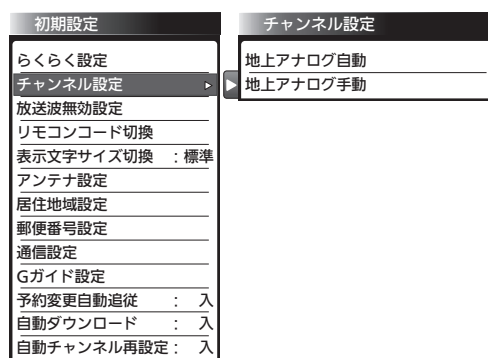 初期設定
らくらく設定
チャンネル設定
放送波無効設定
リモコンコード切換
表示文字サイズ切換 : 標準
アンテナ設定
居住地域設定
郵便番号設定
通信設定
Gガイド設定
予約変更自動追従 : 入
自動ダウンロード : 入
自動チャンネル再設定 : 入
チャンネル設定
地上アナログ自動
地上アナログ手動